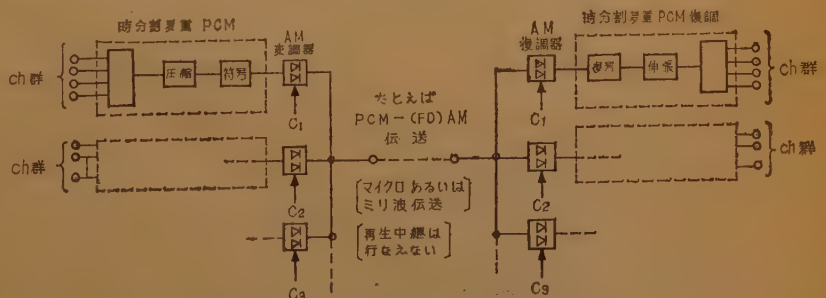 時分割多重 PCM
ch群
圧縮
符号
AM
変調器
C₁
ch群
C₂
C₃
たとえば
PCM-(FD)AM
伝送
[マイクロあるいは
ミリ波伝送]
[再生中継は
行なえない]
時分割多重 PCM 復調
AM
復調器
復号
伸張
ch群
C₁
ch群
C₂
C₃